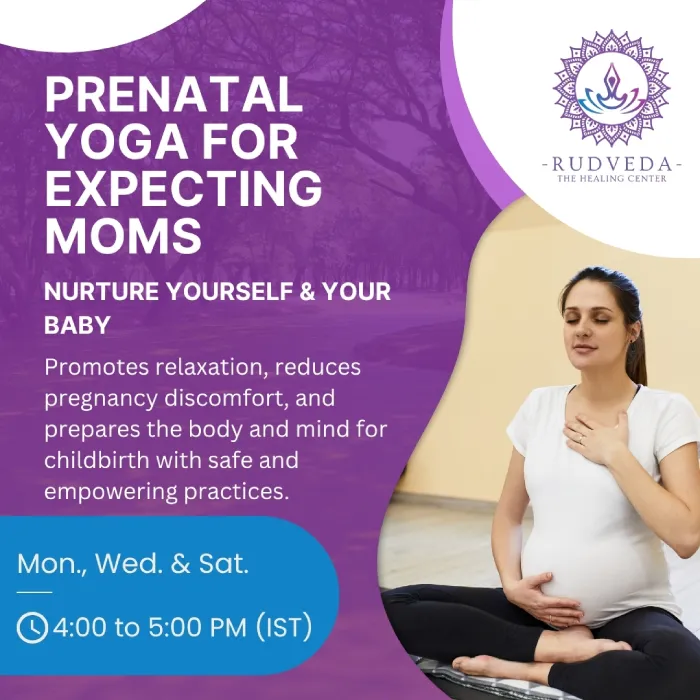 PRENATAL
YOGA FOR
EXPECTING
MOMS
NURTURE YOURSELF & YOUR
BABY
Promotes relaxation, reduces
pregnancy discomfort, and
prepares the body and mind for
childbirth with safe and
empowering practices.
Mon., Wed. & Sat.
4:00 to 5:00 PM (IST)
-RUDVEDA-
THE HEALING CENTER